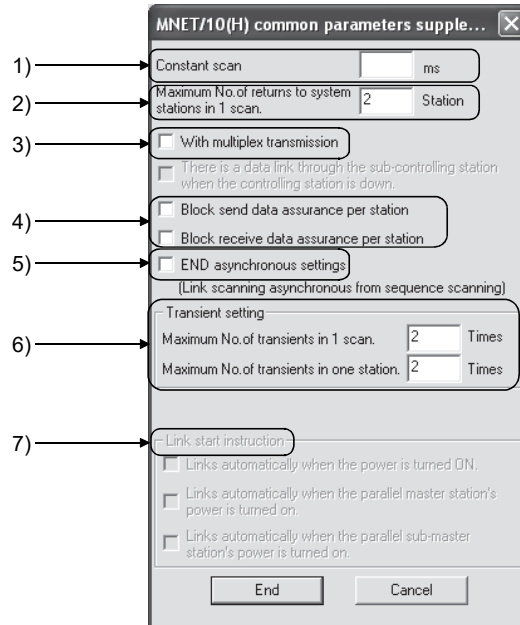 MNET/10(H) common parameters supple...
1)
Constant scan
ms
2)
Maximum No.of returns to system
stations in 1 scan.
2
Station
3)
With multiplex transmission
There is a data link through the sub-controlling station
when the controlling station is down.
4)
Block send data assurance per station
Block receive data assurance per station
5)
END asynchronous settings
(Link scanning asynchronous from sequence scanning)
6)
Transient setting
Maximum No.of transients in 1 scan.
2
Times
Maximum No.of transients in one station.
2
Times
7)
Link start instruction
Links automatically when the power is turned ON.
Links automatically when the parallel master station's
power is turned on.
Links automatically when the parallel sub-master
station's power is turned on.
End
Cancel